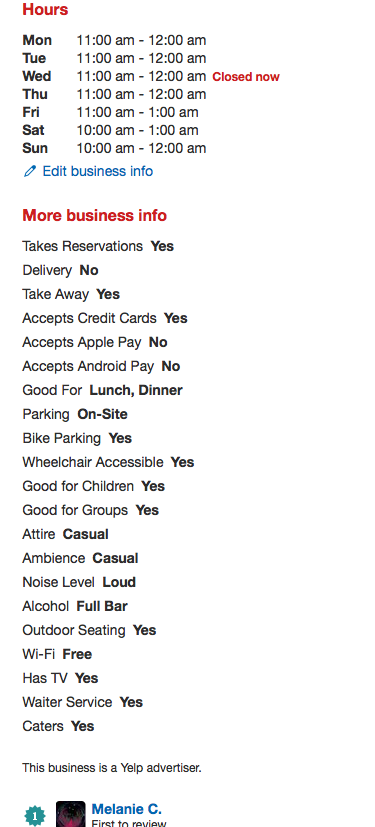 Hours
Mon 11:00 am - 12:00 am
Tue 11:00 am - 12:00 am
Wed 11:00 am - 12:00 am Closed now
Thu 11:00 am - 12:00 am
Fri 11:00 am - 1:00 am
Sat 10:00 am - 1:00 am
Sun 10:00 am - 12:00 am
Edit business info
More business info
Takes Reservations Yes
Delivery No
Take Away Yes
Accepts Credit Cards Yes
Accepts Apple Pay No
Accepts Android Pay No
Good For Lunch, Dinner
Parking On-Site
Bike Parking Yes
Wheelchair Accessible Yes
Good for Children Yes
Good for Groups Yes
Attire Casual
Ambience Casual
Noise Level Loud
Alcohol Full Bar
Outdoor Seating Yes
Wi-Fi Free
Has TV Yes
Waiter Service Yes
Caters Yes
This business is a Yelp advertiser.
1 Melanie C.
First to review